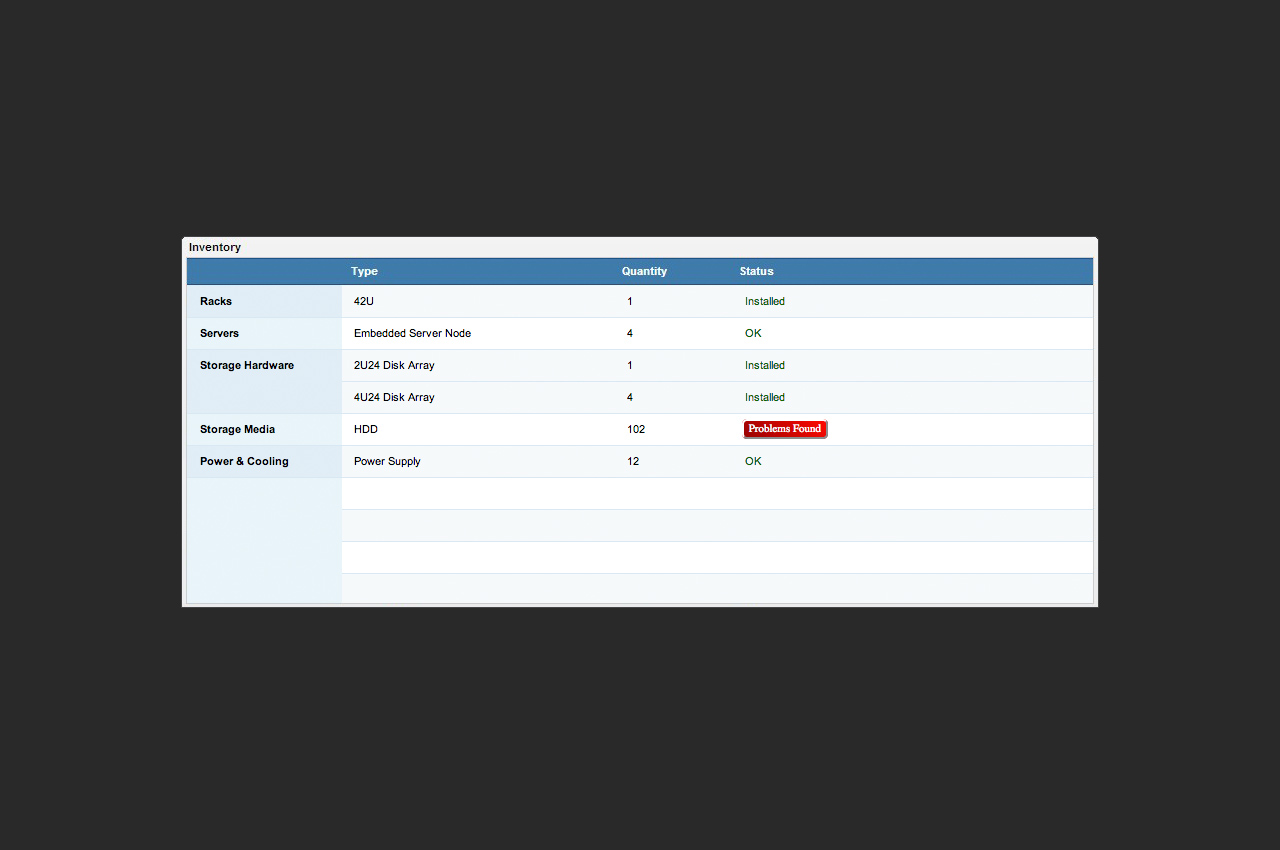 Inventory
Type Quantity Status
Racks 42U 1 Installed
Servers Embedded Server Node 4 OK
Storage Hardware 2U24 Disk Array 1 Installed
4U24 Disk Array 4 Installed
Storage Media HDD 102 Problems Found
Power & Cooling Power Supply 12 OK